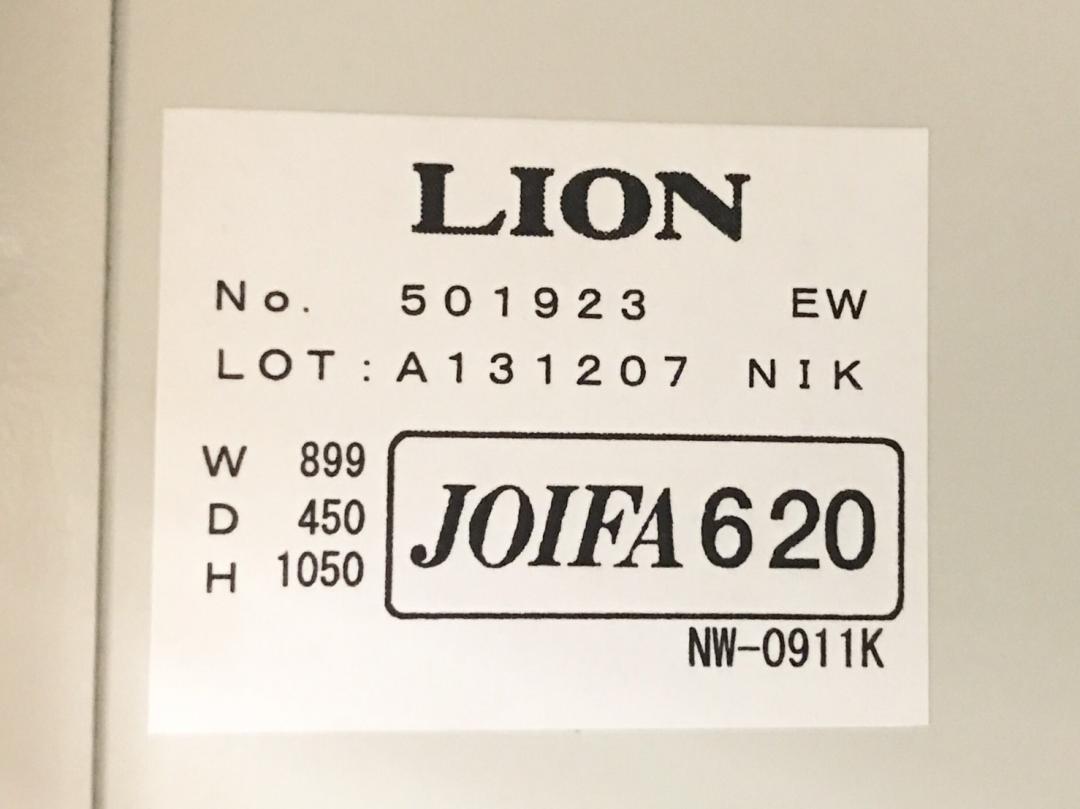 LION
No. 501923 EW
LOT:A131207 NIK
W 899
D 450
H 1050
JOIFA 620
NW-0911K